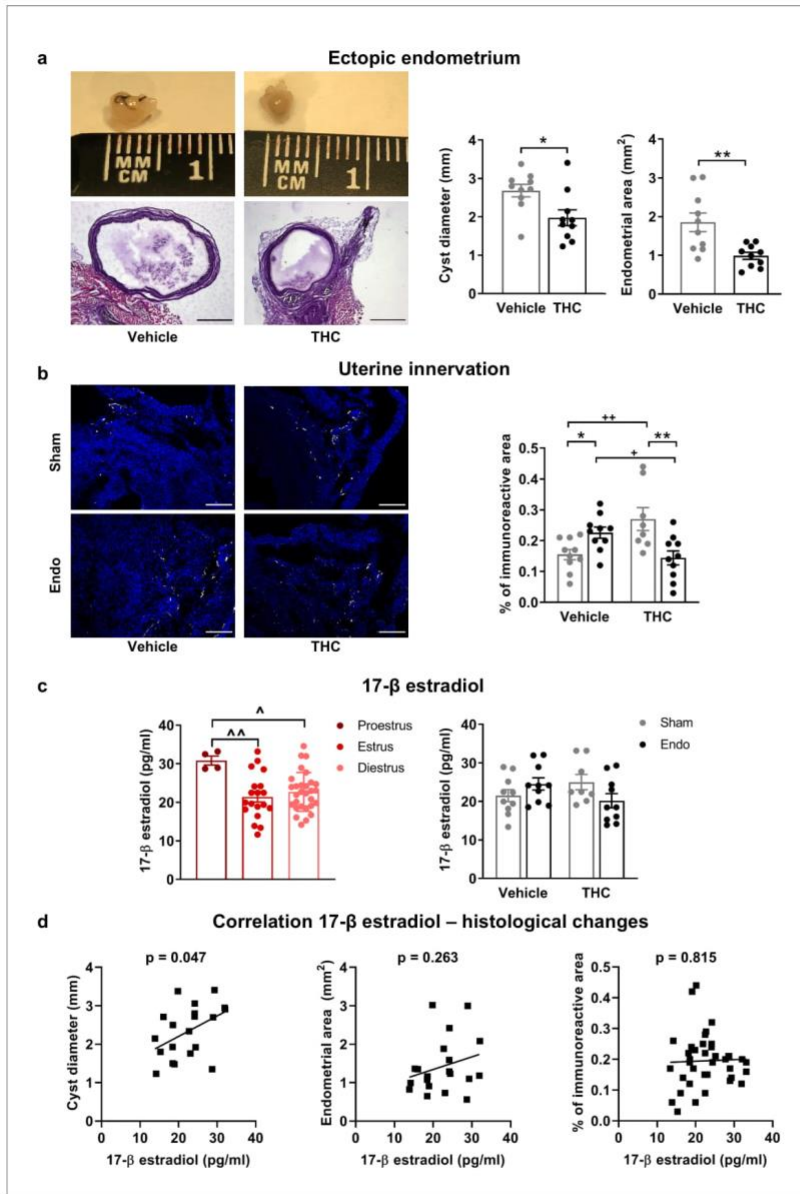 a
Ectopic endometrium
MM
CM
1
MM
CM
1
Vehicle
THC
Cyst diameter (mm)
4
3
2
1
0
*
Vehicle THC
Endometrial area (mm²)
4
3
2
1
0
**
Vehicle THC
b
Uterine innervation
Sham
Endo
Vehicle
THC
% of immunoreactive area
0.5
0.4
0.3
0.2
0.1
0.0
++
* **
+
Vehicle THC
c
17-β estradiol
17-β estradiol (pg/ml)
40
30
20
10
0
^
^^
Proestrus
Estrus
Diestrus
17-β estradiol (pg/ml)
40
30
20
10
0
Vehicle THC
Sham
Endo
d
Correlation 17-β estradiol – histological changes
p = 0.047
Cyst diameter (mm)
4
3
2
1
0
0 10 20 30 40
17-β estradiol (pg/ml)
p = 0.263
Endometrial area (mm²)
4
3
2
1
0
0 10 20 30 40
17-β estradiol (pg/ml)
p = 0.815
% of immunoreactive area
0.5
0.4
0.3
0.2
0.1
0.0
0 10 20 30 40
17-β estradiol (pg/ml)